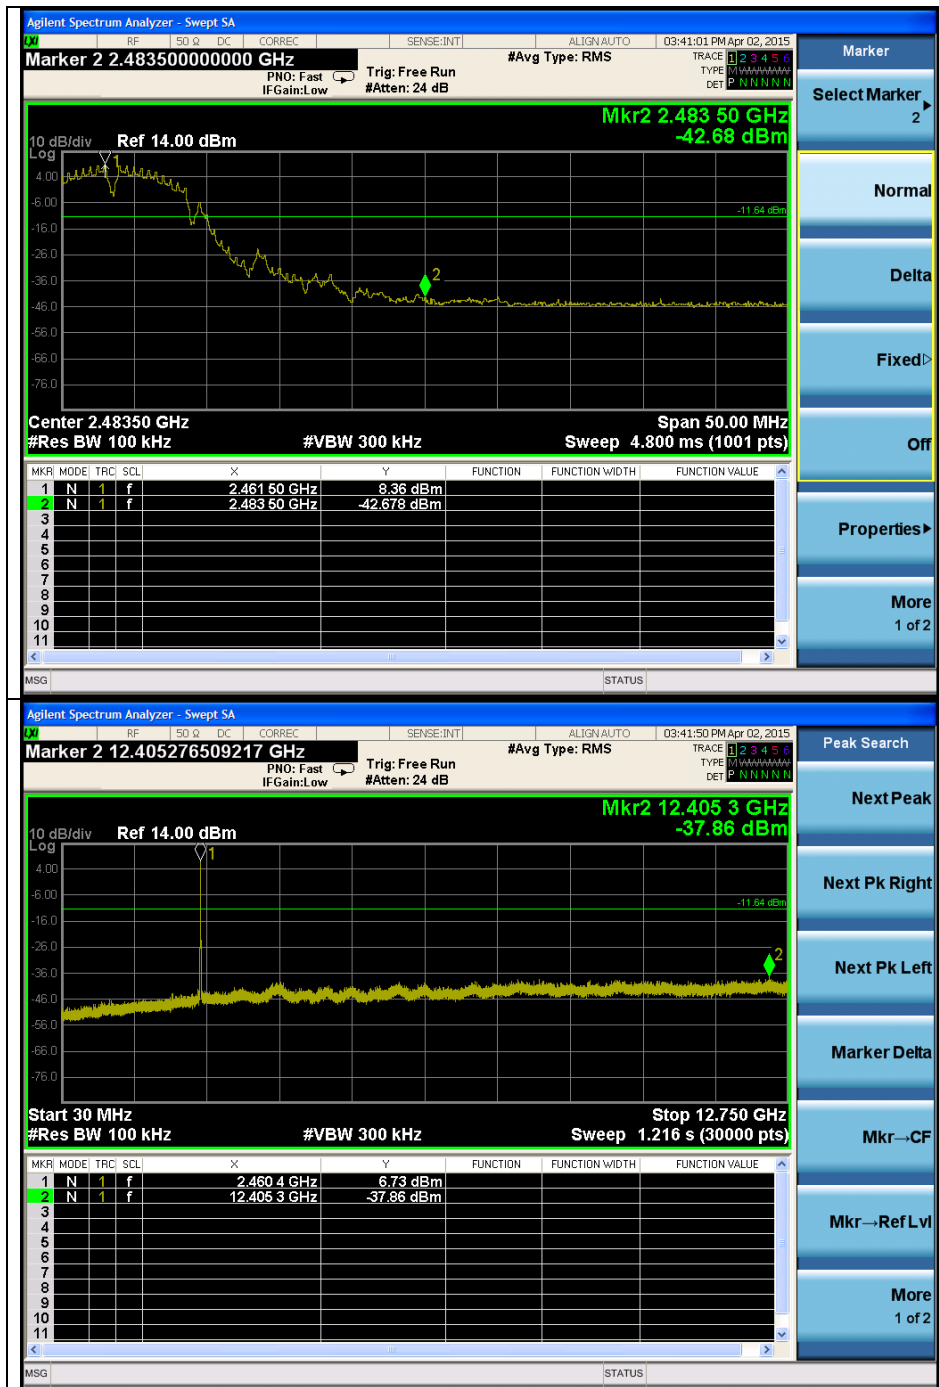 Agilent Spectrum Analyzer - Swept SA
LXI RF 50 Ω DC CORREC SENSE:INT ALIGNAUTO 03:41:01 PM Apr 02, 2015
Marker 2 2.483500000000 GHz
PNO: Fast
IFGain:Low
Trig: Free Run
#Atten: 24 dB
#Avg Type: RMS
TRACE 1 2 3 4 5 6
TYPE M
DET P N N N N N
Mkr2 2.483 50 GHz
-42.68 dBm
10 dB/div Ref 14.00 dBm
Log
1
4.00
-6.00
-11.64 dBm
-16.0
-26.0
2
-36.0
-46.0
-56.0
-66.0
-76.0
Center 2.48350 GHz Span 50.00 MHz
#Res BW 100 kHz #VBW 300 kHz Sweep 4.800 ms (1001 pts)
MKR MODE TRC SCL X Y FUNCTION FUNCTION WIDTH FUNCTION VALUE
1 N 1 f 2.461 50 GHz 8.36 dBm
2 N 1 f 2.483 50 GHz -42.678 dBm
3
4
5
6
7
8
9
10
11
MSG STATUS
Marker
Select Marker
2
Normal
Delta
Fixed
Off
Properties
More
1 of 2
Agilent Spectrum Analyzer - Swept SA
LXI RF 50 Ω DC CORREC SENSE:INT ALIGNAUTO 03:41:50 PM Apr 02, 2015
Marker 2 12.405276509217 GHz
PNO: Fast
IFGain:Low
Trig: Free Run
#Atten: 24 dB
#Avg Type: RMS
TRACE 1 2 3 4 5 6
TYPE M
DET P N N N N N
Mkr2 12.405 3 GHz
-37.86 dBm
10 dB/div Ref 14.00 dBm
Log
1
4.00
-6.00
-11.64 dBm
-16.0
-26.0
2
-36.0
-46.0
-56.0
-66.0
-76.0
Start 30 MHz Stop 12.750 GHz
#Res BW 100 kHz #VBW 300 kHz Sweep 1.216 s (30000 pts)
MKR MODE TRC SCL X Y FUNCTION FUNCTION WIDTH FUNCTION VALUE
1 N 1 f 2.460 4 GHz 6.73 dBm
2 N 1 f 12.405 3 GHz -37.86 dBm
3
4
5
6
7
8
9
10
11
MSG STATUS
Peak Search
Next Peak
Next Pk Right
Next Pk Left
Marker Delta
Mkr→CF
Mkr→Ref Lvl
More
1 of 2